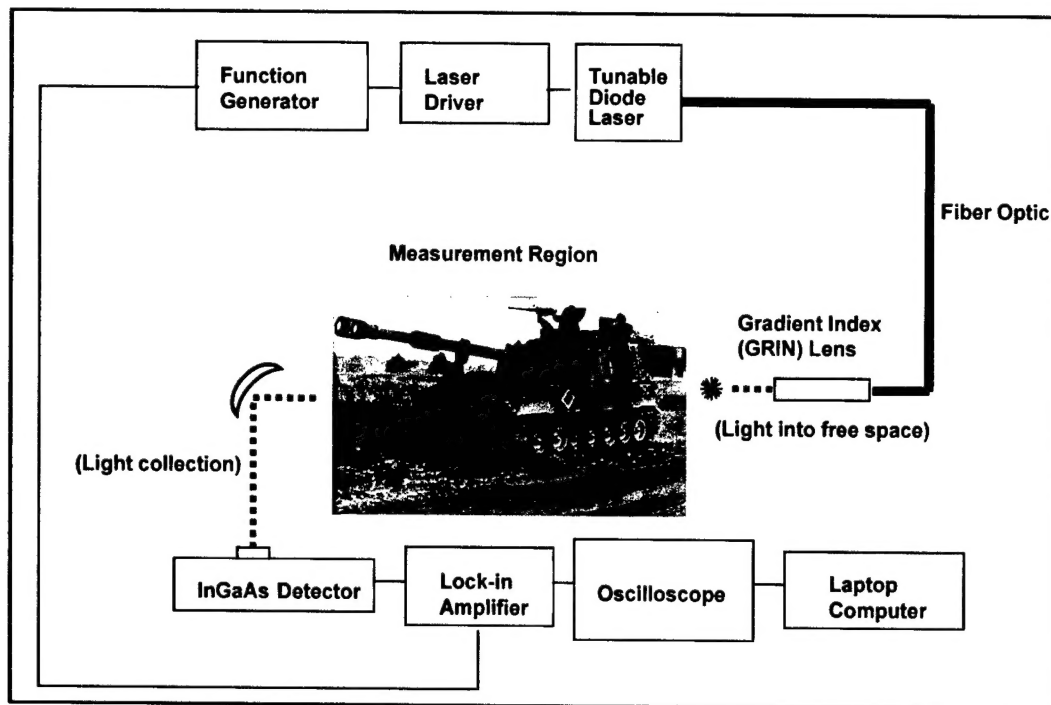 Function
Generator
Laser
Driver
Tunable
Diode
Laser
Fiber Optic
Measurement Region
Gradient Index
(GRIN) Lens
(Light into free space)
(Light collection)
InGaAs Detector
Lock-in
Amplifier
Oscilloscope
Laptop
Computer